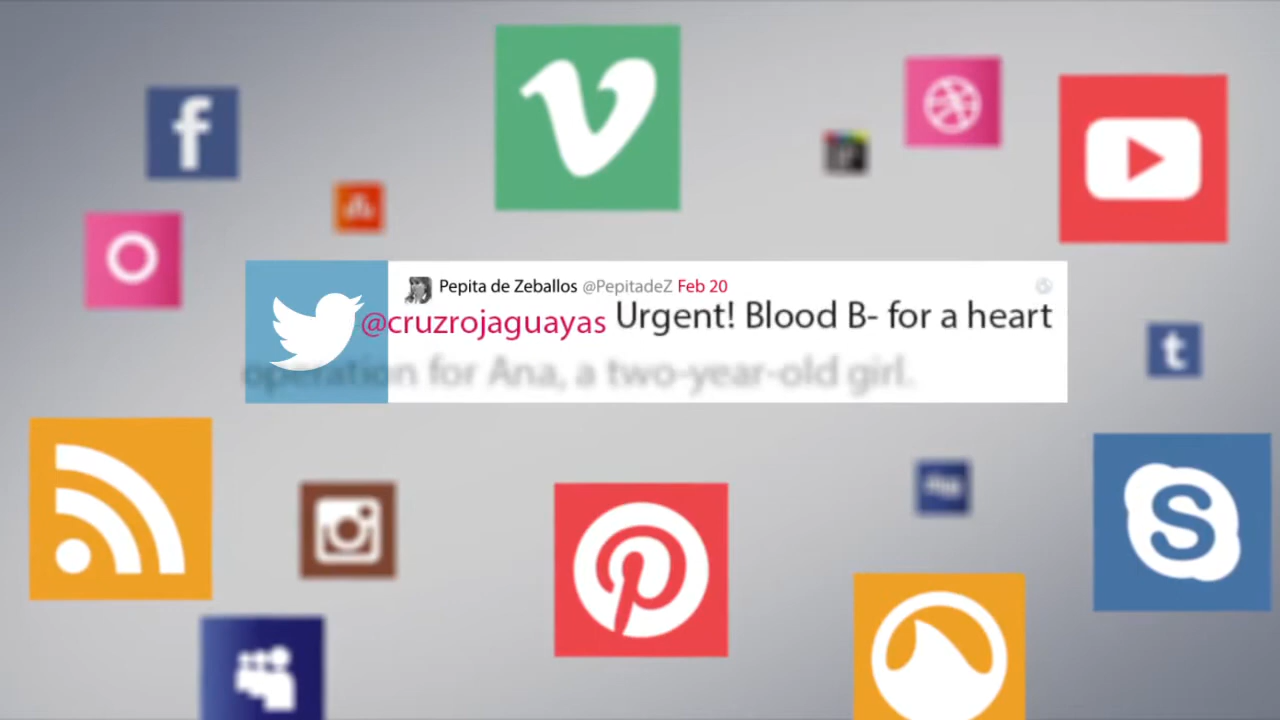 Pepita de Zeballos @PepitadeZ Feb 20
@cruzrojaguayas Urgent! Blood B- for a heart
operation for Ana, a two-year-old girl.